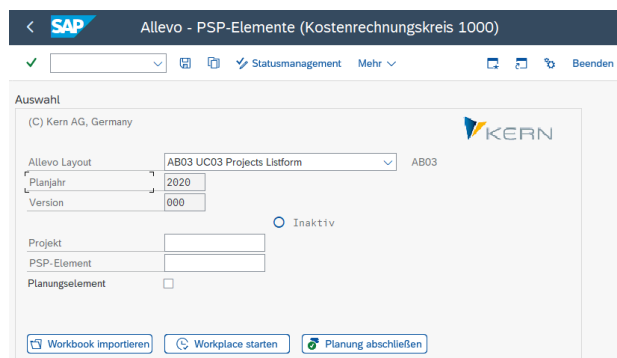 SAP Allevo - PSP-Elemente (Kostenrechnungskreis 1000)
Statusmanagement Mehr Beenden
Auswahl
(C) Kern AG, Germany
KERN
Allevo Layout AB03 UC03 Projects Listform AB03
Planjahr 2020
Version 000
Inaktiv
Projekt
PSP-Element
Planungselement
Workbook importieren Workplace starten Planung abschließen